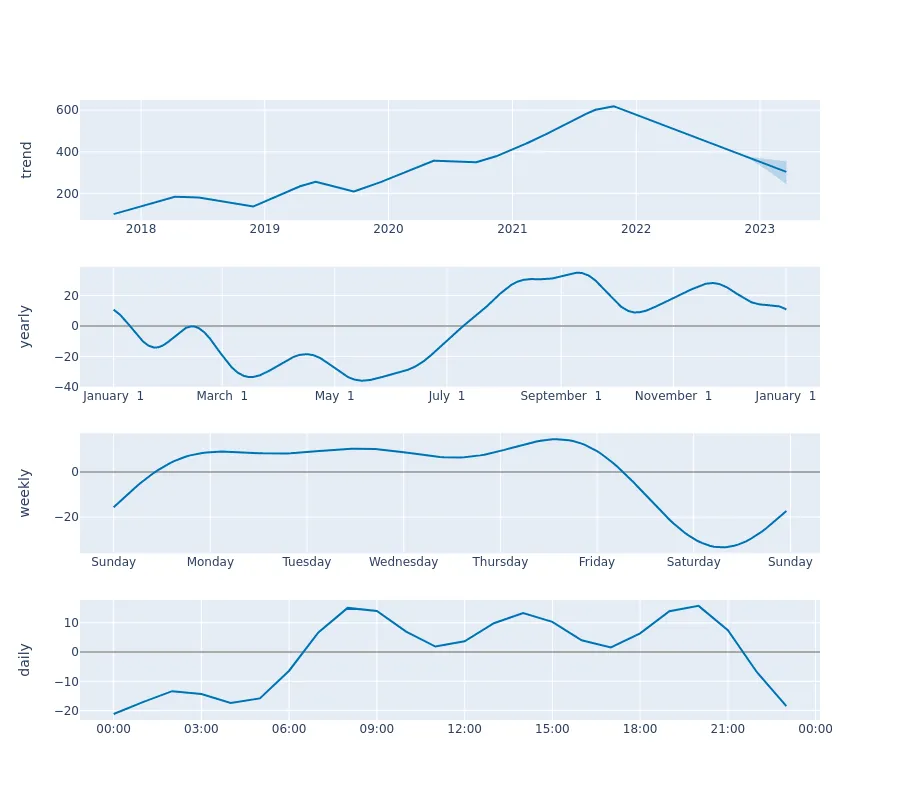 trend
600
400
200
2018 2019 2020 2021 2022 2023
yearly
20
0
−20
−40
January 1 March 1 May 1 July 1 September 1 November 1 January 1
weekly
0
−20
Sunday Monday Tuesday Wednesday Thursday Friday Saturday Sunday
daily
10
0
−10
−20
00:00 03:00 06:00 09:00 12:00 15:00 18:00 21:00 00:00